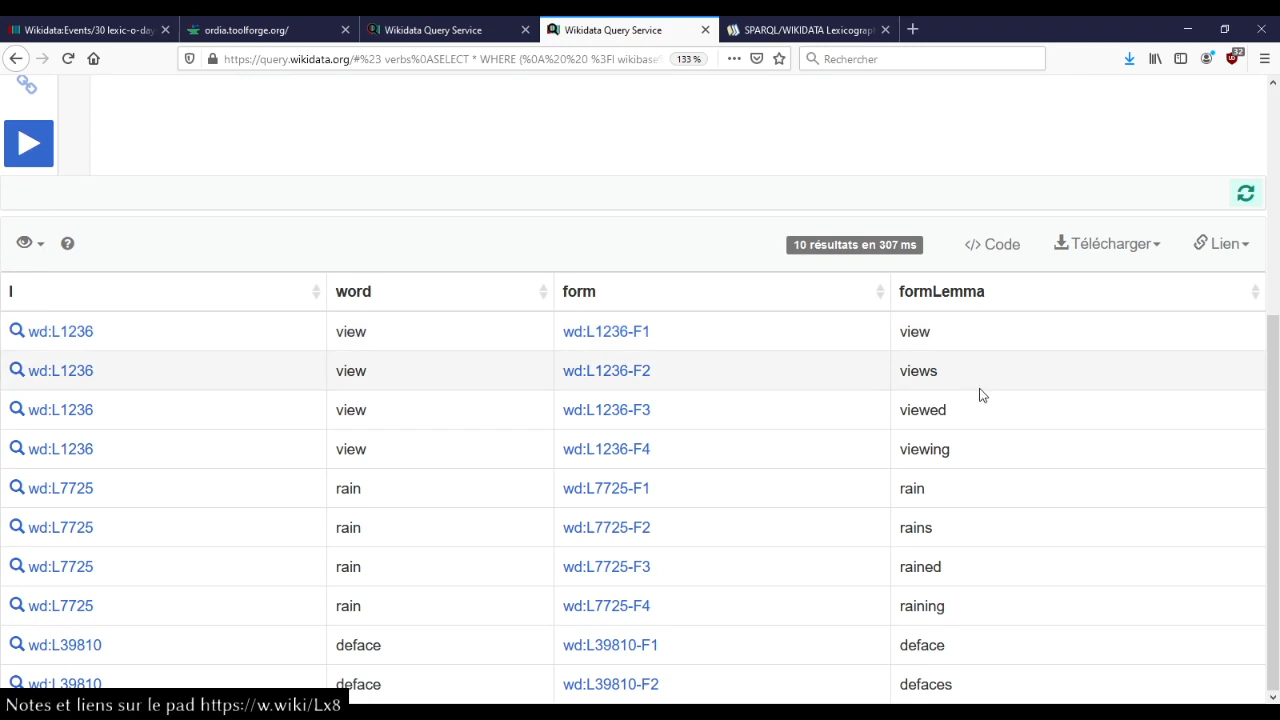 Wikidata:Events/30 lexic-o-day
ordia.toolforge.org/
Wikidata Query Service
Wikidata Query Service
SPARQL/WIKIDATA Lexicograph
https://query.wikidata.org/#%23 verbs%0ASELECT * WHERE {%0A%20%20 %3Fl wikibase
133 %
Rechercher
32
10 résultats en 307 ms
</> Code
Télécharger
Lien
l word form formLemma
wd:L1236 view wd:L1236-F1 view
wd:L1236 view wd:L1236-F2 views
wd:L1236 view wd:L1236-F3 viewed
wd:L1236 view wd:L1236-F4 viewing
wd:L7725 rain wd:L7725-F1 rain
wd:L7725 rain wd:L7725-F2 rains
wd:L7725 rain wd:L7725-F3 rained
wd:L7725 rain wd:L7725-F4 raining
wd:L39810 deface wd:L39810-F1 deface
wd:L39810 deface wd:L39810-F2 defaces
Notes et liens sur le pad https://w.wiki/Lx8